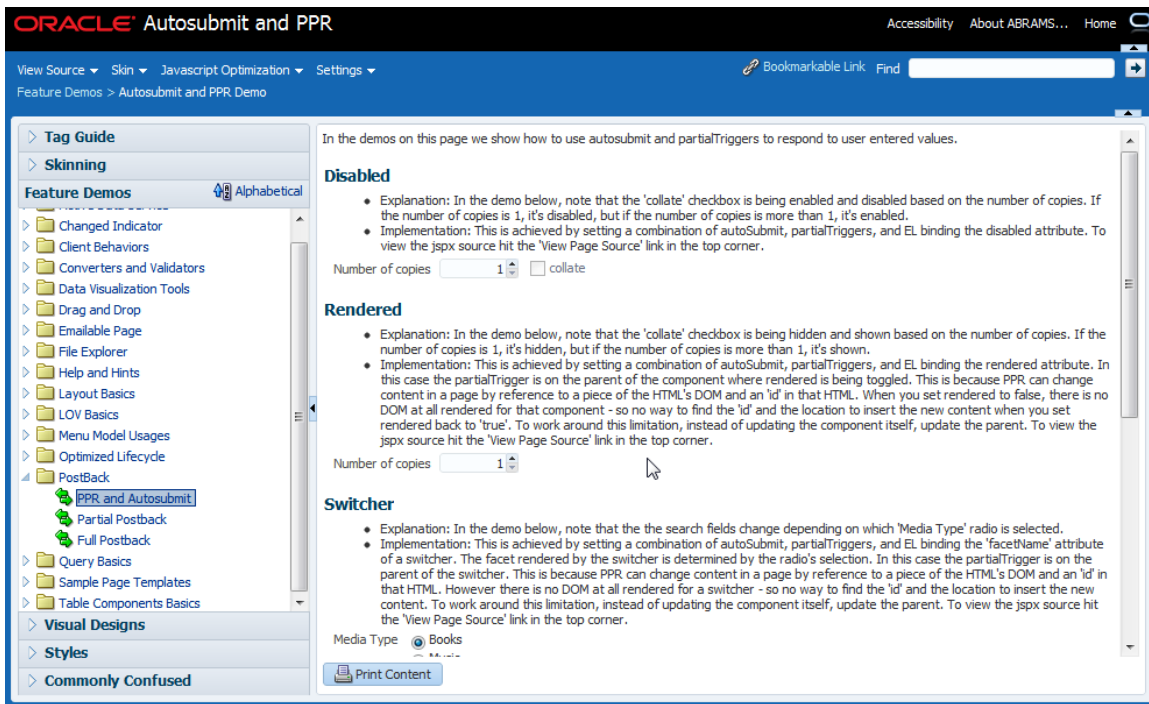 ORACLE Autosubmit and PPR
Accessibility About ABRAMS... Home
View Source Skin Javascript Optimization Settings
Bookmarkable Link Find
Feature Demos > Autosubmit and PPR Demo
Tag Guide
Skinning
Feature Demos Alphabetical
Changed Indicator
Client Behaviors
Converters and Validators
Data Visualization Tools
Drag and Drop
Emailable Page
File Explorer
Help and Hints
Layout Basics
LOV Basics
Menu Model Usages
Optimized Lifecycle
PostBack
PPR and Autosubmit
Partial Postback
Full Postback
Query Basics
Sample Page Templates
Table Components Basics
Visual Designs
Styles
Commonly Confused
In the demos on this page we show how to use autosubmit and partialTriggers to respond to user entered values.
Disabled
• Explanation: In the demo below, note that the 'collate' checkbox is being enabled and disabled based on the number of copies. If
the number of copies is 1, it's disabled, but if the number of copies is more than 1, it's enabled.
• Implementation: This is achieved by setting a combination of autoSubmit, partialTriggers, and EL binding the disabled attribute. To
view the jspx source hit the 'View Page Source' link in the top corner.
Number of copies 1 collate
Rendered
• Explanation: In the demo below, note that the 'collate' checkbox is being hidden and shown based on the number of copies. If the
number of copies is 1, it's hidden, but if the number of copies is more than 1, it's shown.
• Implementation: This is achieved by setting a combination of autoSubmit, partialTriggers, and EL binding the rendered attribute. In
this case the partialTrigger is on the parent of the component where rendered is being toggled. This is because PPR can change
content in a page by reference to a piece of the HTML's DOM and an 'id' in that HTML. When you set rendered to false, there is no
DOM at all rendered for that component - so no way to find the 'id' and the location to insert the new content when you set
rendered back to 'true'. To work around this limitation, instead of updating the component itself, update the parent. To view the
jspx source hit the 'View Page Source' link in the top corner.
Number of copies 1
Switcher
• Explanation: In the demo below, note that the the search fields change depending on which 'Media Type' radio is selected.
• Implementation: This is achieved by setting a combination of autoSubmit, partialTriggers, and EL binding the 'facetName' attribute
of a switcher. The facet rendered by the switcher is determined by the radio's selection. In this case the partialTrigger is on the
parent of the switcher. This is because PPR can change content in a page by reference to a piece of the HTML's DOM and an 'id' in
that HTML. However there is no DOM at all rendered for a switcher - so no way to find the 'id' and the location to insert the new
content. To work around this limitation, instead of updating the component itself, update the parent. To view the jspx source hit
the 'View Page Source' link in the top corner.
Media Type Books
Print Content